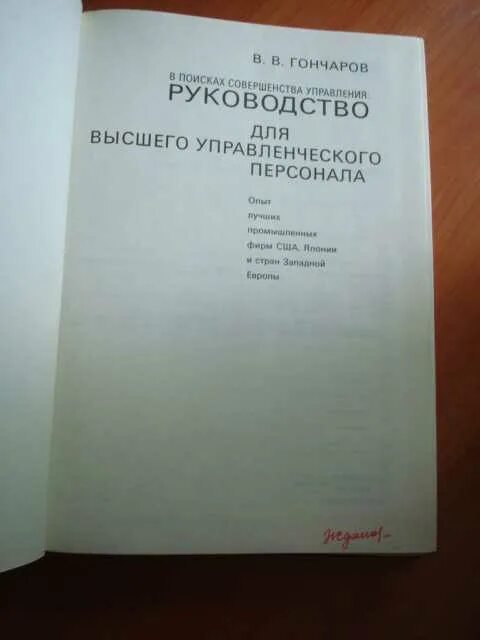 В. В. ГОНЧАРОВ
В ПОИСКАХ СОВЕРШЕНСТВА УПРАВЛЕНИЯ:
РУКОВОДСТВО
ДЛЯ
ВЫСШЕГО УПРАВЛЕНЧЕСКОГО
ПЕРСОНАЛА
Опыт
лучших
промышленных
фирм США, Японии
и стран Западной
Европы